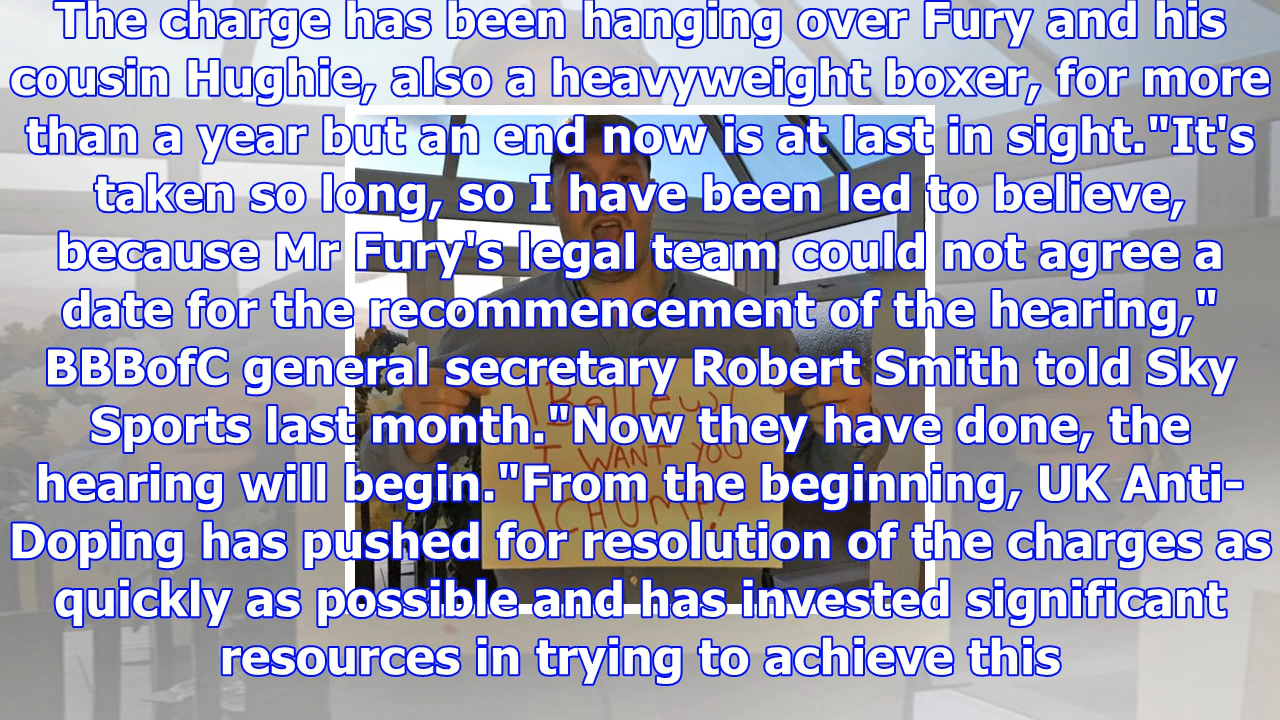 The charge has been hanging over Fury and his
cousin Hughie, also a heavyweight boxer, for more
than a year but an end now is at last in sight."It's
taken so long, so I have been led to believe,
because Mr Fury's legal team could not agree a
date for the recommencement of the hearing,"
BBBofC general secretary Robert Smith told Sky
Sports last month."Now they have done, the
hearing will begin."From the beginning, UK Anti-
Doping has pushed for resolution of the charges as
quickly as possible and has invested significant
resources in trying to achieve this
Bellew
I WANT YOU
CHUMP!